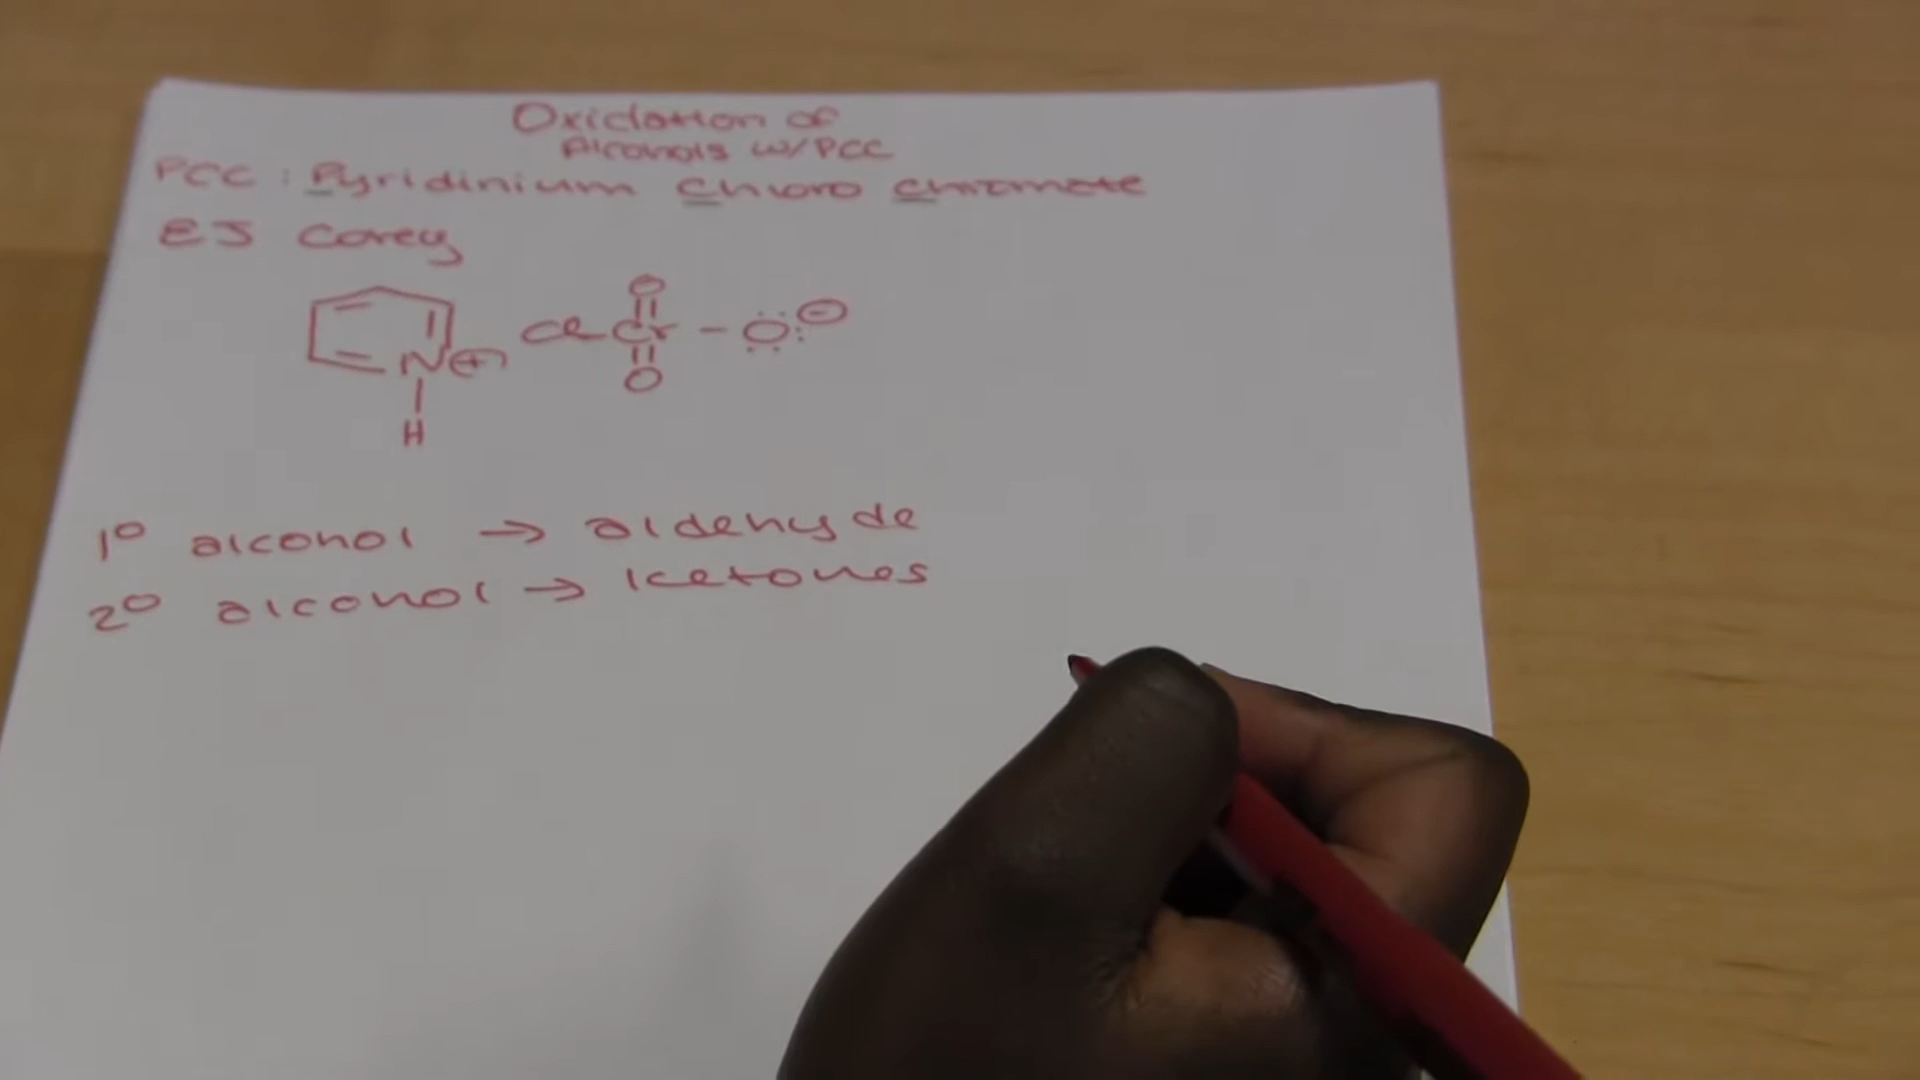 Oxidation of
Alcohols w/PCC
PCC : Pyridinium Chloro Chromate
EJ Corey
O
Cl Cr - O ⊖
N ⊕
O
H
1° alcohol → aldehyde
2° alcohol → ketones